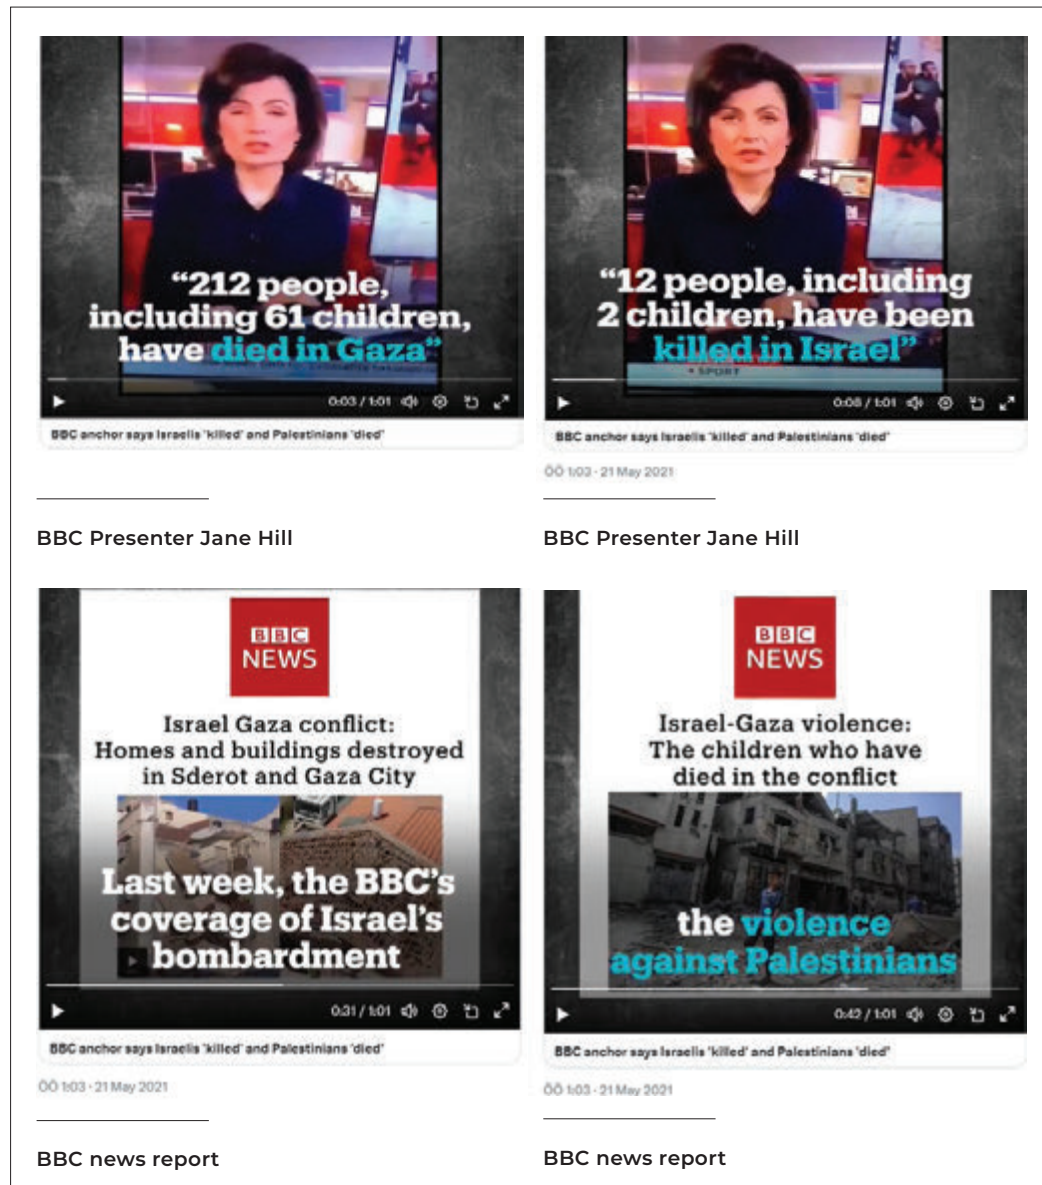 “212 people,
including 61 children,
have died in Gaza”
0:03 / 1:01
BBC anchor says Israelis 'killed' and Palestinians 'died'
BBC Presenter Jane Hill
“12 people, including
2 children, have been
killed in Israel”
SPORT
0:08 / 1:01
BBC anchor says Israelis 'killed' and Palestinians 'died'
ÖÖ 1:03 · 21 May 2021
BBC Presenter Jane Hill
BBC
NEWS
Israel Gaza conflict:
Homes and buildings destroyed
in Sderot and Gaza City
Last week, the BBC’s
coverage of Israel’s
bombardment
0:31 / 1:01
BBC anchor says Israelis 'killed' and Palestinians 'died'
ÖÖ 1:03 · 21 May 2021
BBC news report
BBC
NEWS
Israel-Gaza violence:
The children who have
died in the conflict
the violence
against Palestinians
0:42 / 1:01
BBC anchor says Israelis 'killed' and Palestinians 'died'
ÖÖ 1:03 · 21 May 2021
BBC news report